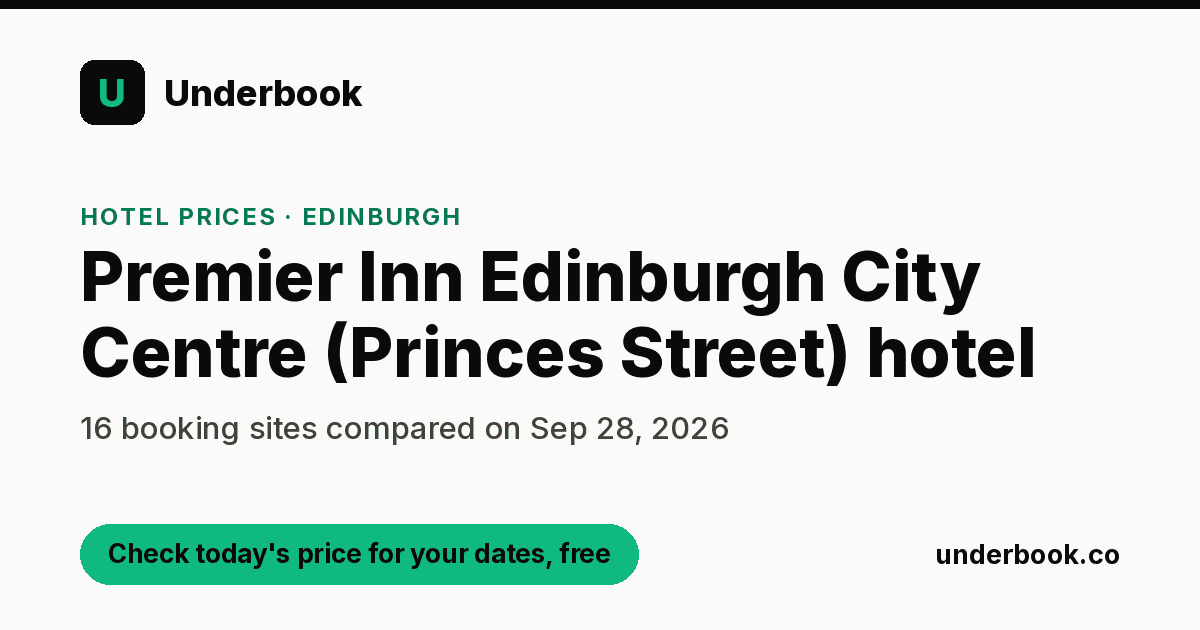 U Underbook
HOTEL PRICES · EDINBURGH
Premier Inn Edinburgh City
Centre (Princes Street) hotel
16 booking sites compared on Sep 28, 2026
Check today's price for your dates, free
underbook.co